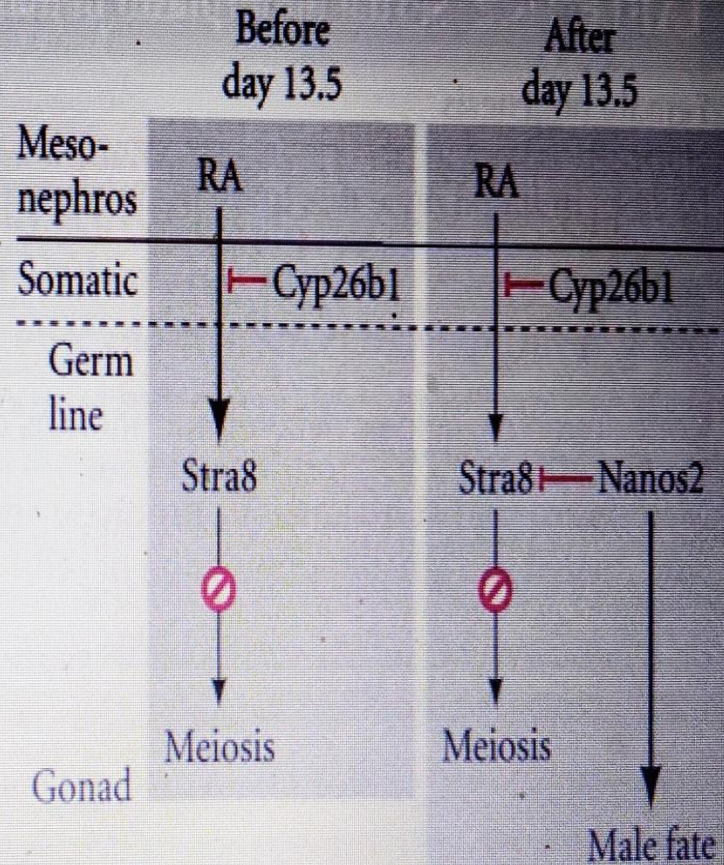 Before
day 13.5
After
day 13.5
Meso-
nephros
RA
RA
Somatic
Cyp26b1
Cyp26b1
Germ
line
Stra8
Stra8
Nanos2
Meiosis
Meiosis
Gonad
Male fate